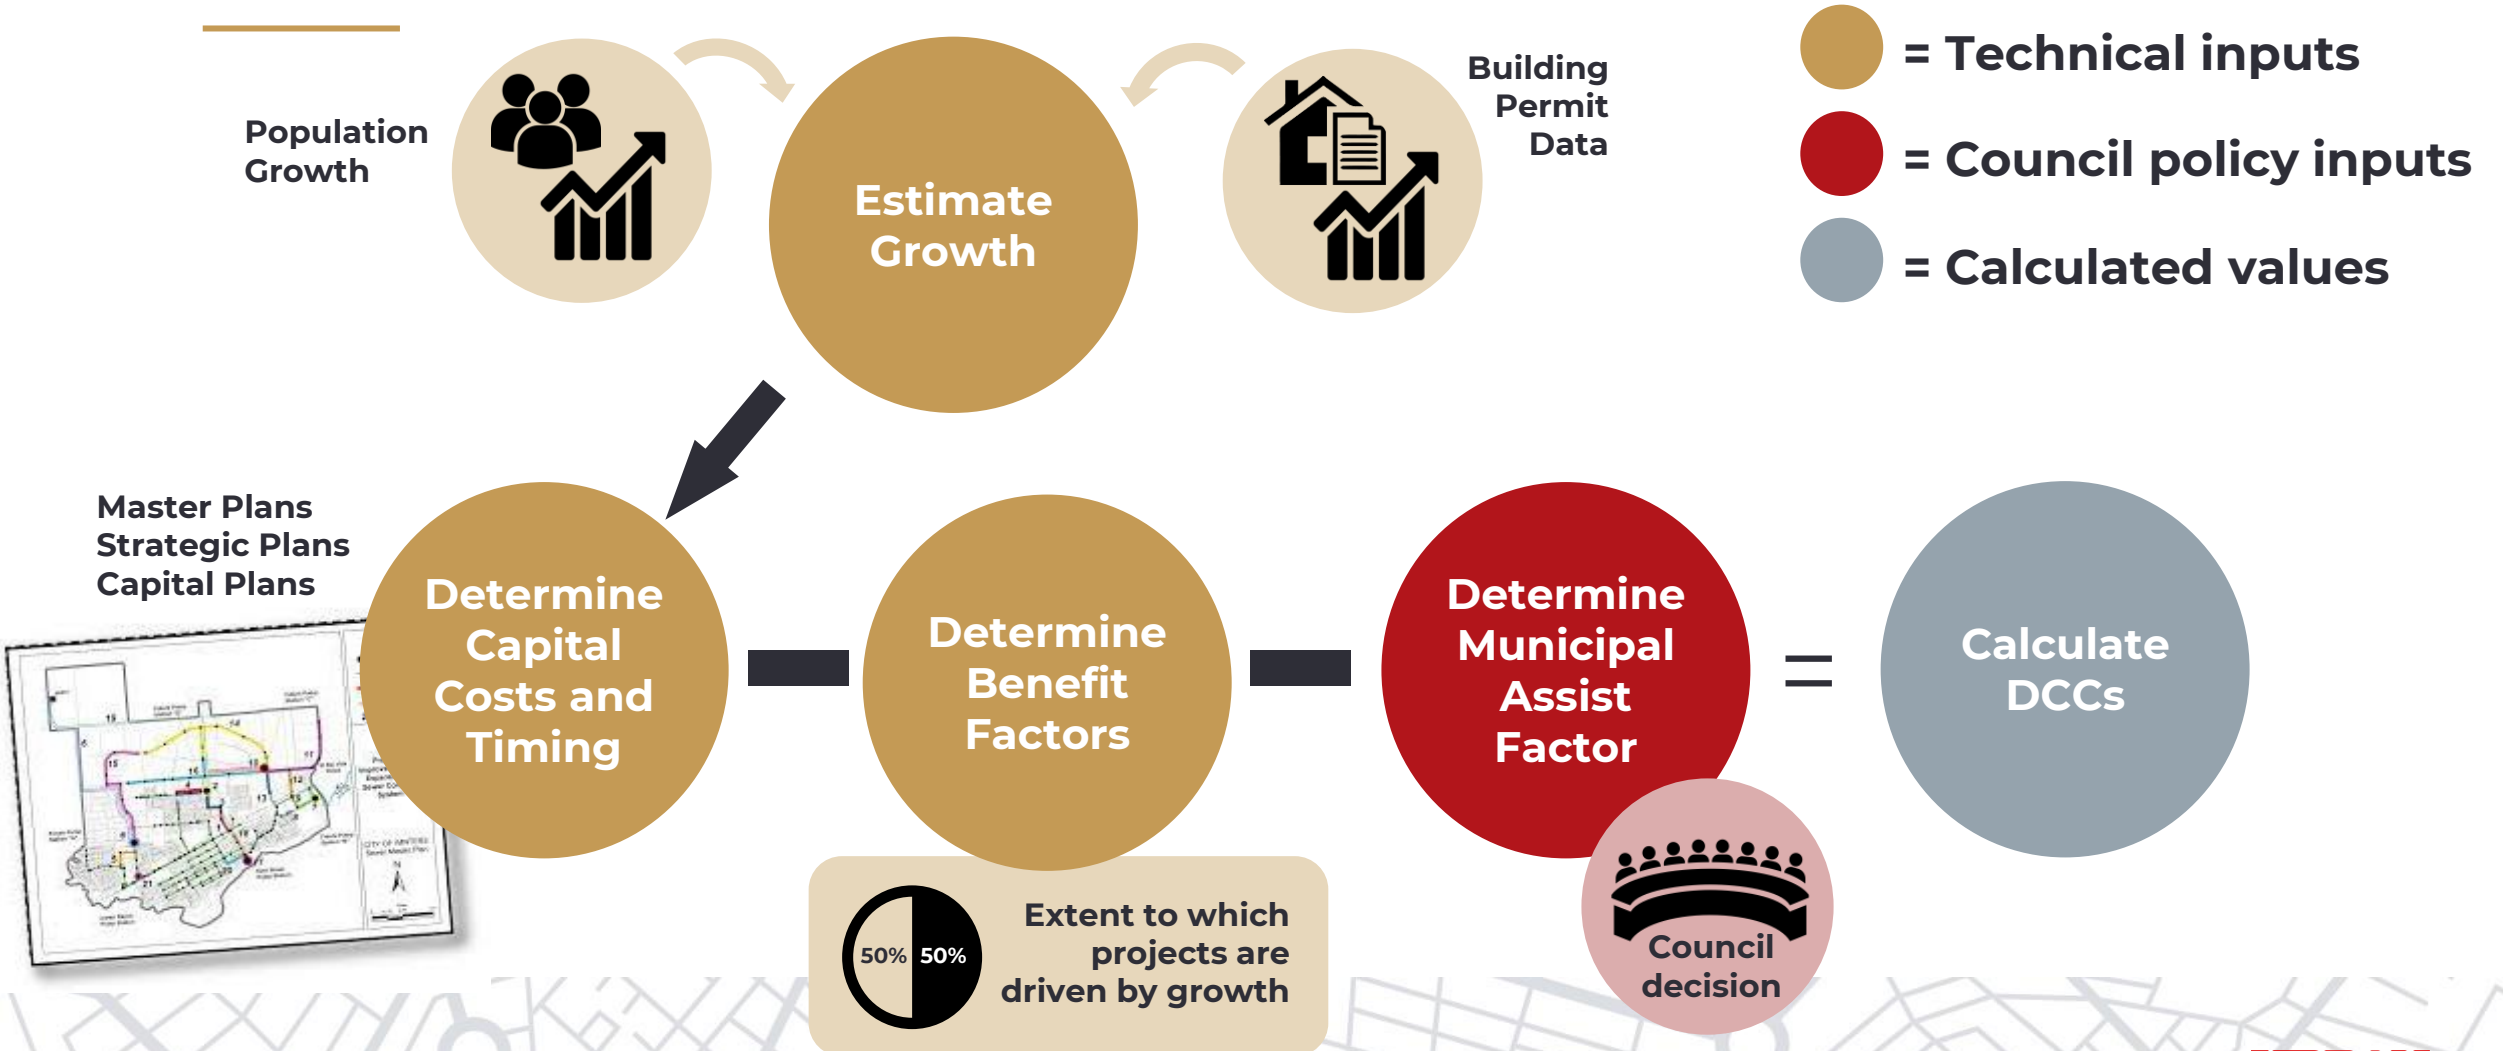 Population
Growth
Estimate
Growth
Building
Permit
Data
= Technical inputs
= Council policy inputs
= Calculated values
Master Plans
Strategic Plans
Capital Plans
Determine
Capital
Costs and
Timing
Determine
Benefit
Factors
Determine
Municipal
Assist
Factor
=
Calculate
DCCs
50% 50%
Extent to which
projects are
driven by growth
Council
decision